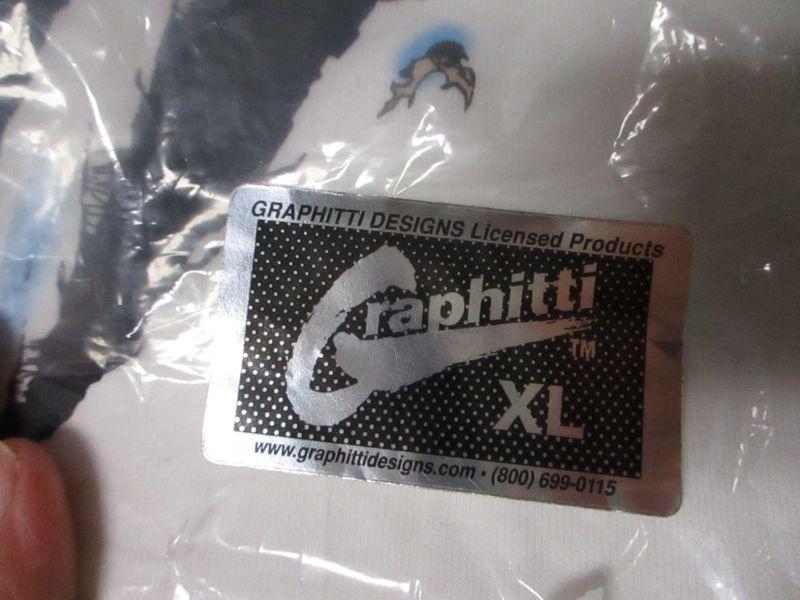 GRAPHITTI DESIGNS Licensed Products
Graphitti
TM
XL
www.graphittidesigns.com • (800) 699-0115